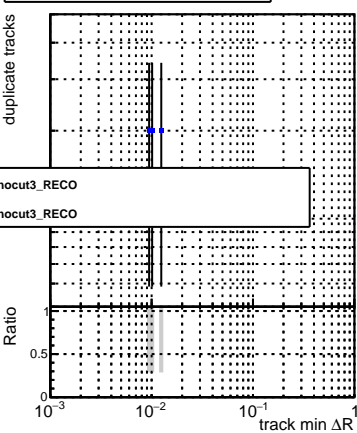 duplicate tracks
nocut3_RECO
nocut3_RECO
Ratio
1
0.5
0
10⁻³ 10⁻² 10⁻¹ 1
track min ΔR